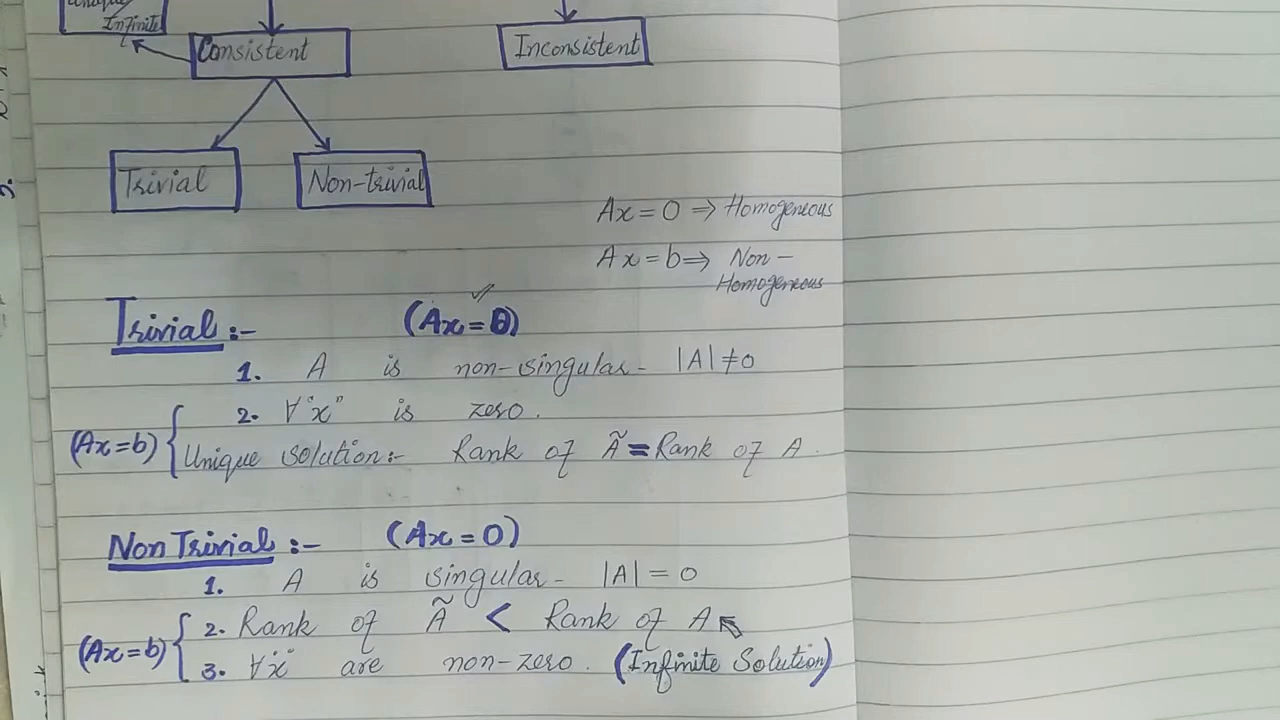 Infinite
Consistent
Inconsistent
Trivial
Non-trivial
Ax = 0 ⇒ Homogeneous
Ax = b ⇒ Non-
Homogeneous
Trivial :- (Ax = 0)
1. A is non-singular - |A| ≠ 0
2. ∀ "x" is zero.
(Ax=b) { Unique solution:- Rank of Ã = Rank of A.
Non Trivial :- (Ax = 0)
1. A is singular - |A| = 0
(Ax=b) { 2. Rank of Ã < Rank of A
3. ∀ "x" are non-zero. (Infinite Solution)